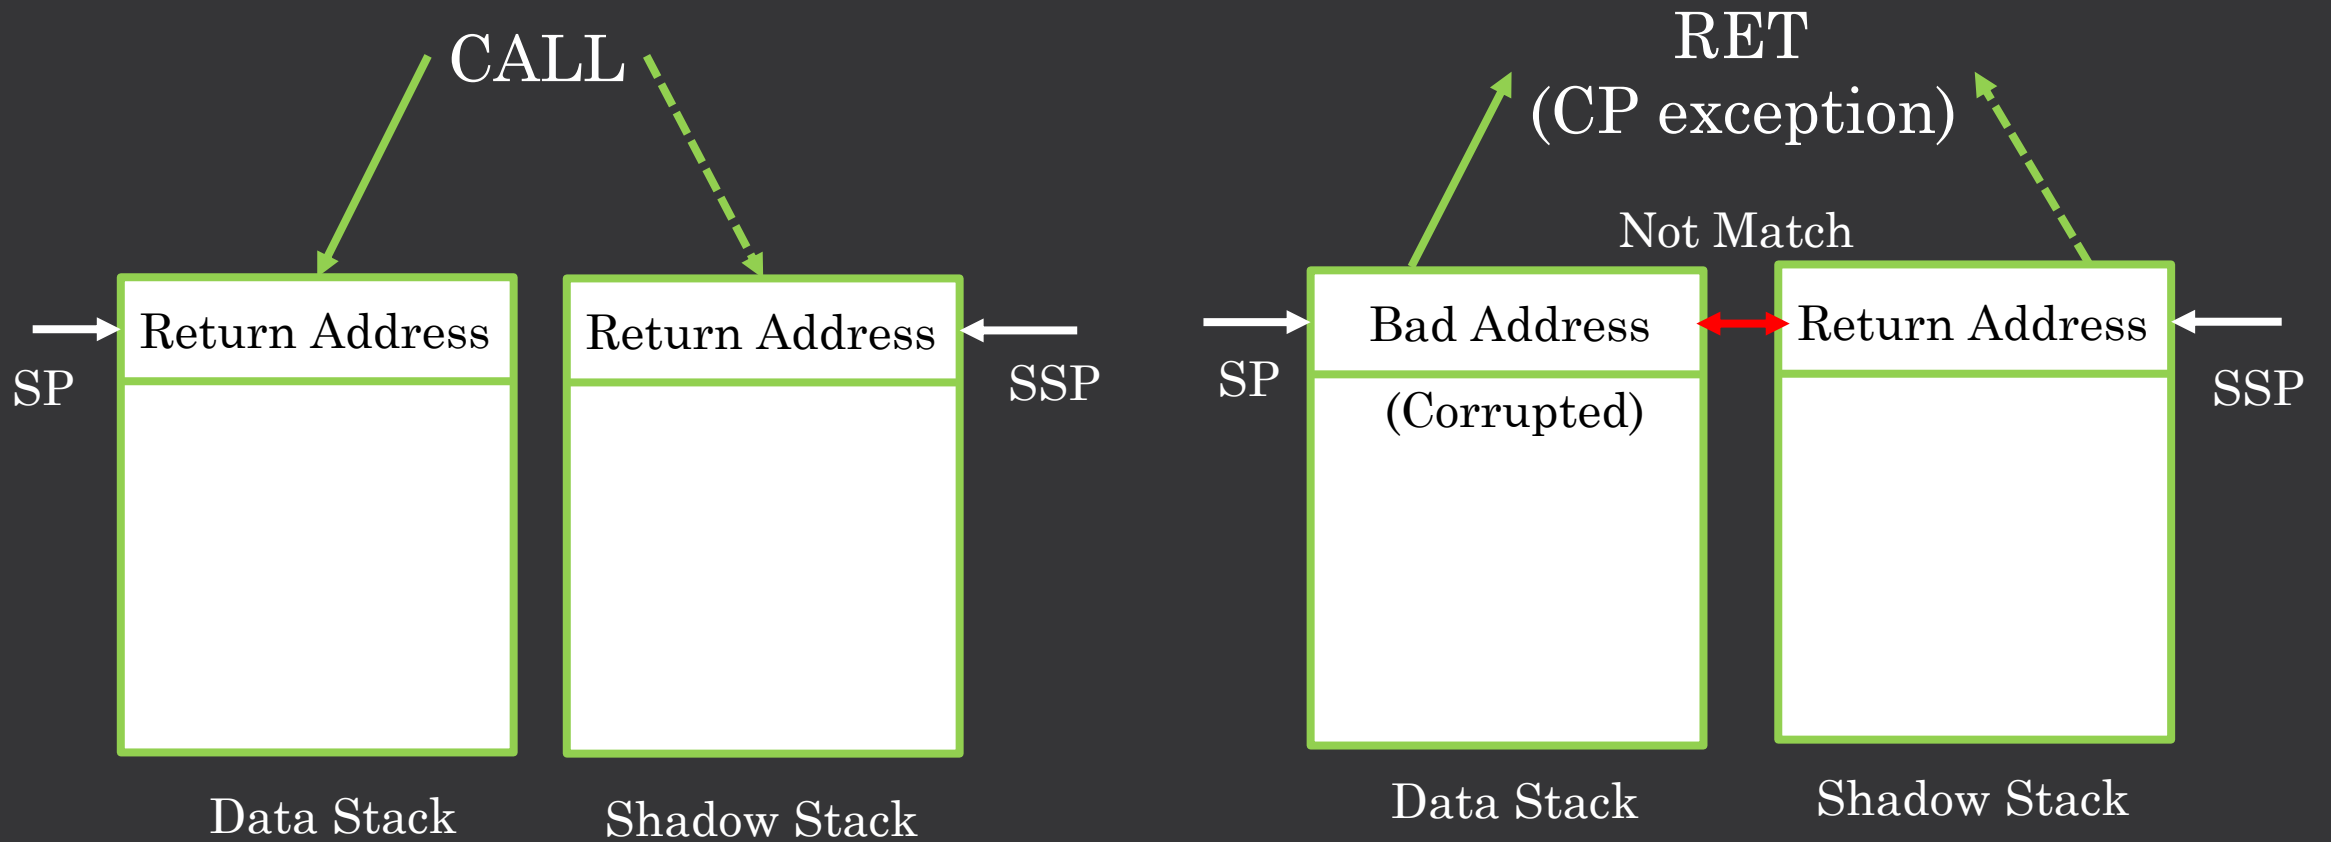 CALL
Return Address
Return Address
SP
SSP
Data Stack
Shadow Stack
RET
(CP exception)
Not Match
Bad Address
Return Address
SP
(Corrupted)
SSP
Data Stack
Shadow Stack